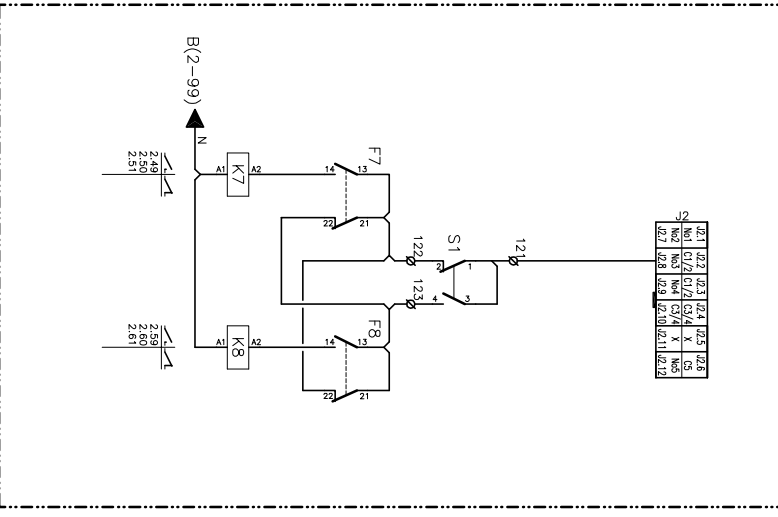 J2
J2.1 J2.2 J2.3 J2.4 J2.5 J2.6
No1 C1/2 C1/2 C3/4 X C5
No2 No3 No4 C3/4 X No5
J2.7 J2.8 J2.9 J2.10 J2.11 J2.12
121
S1
1
2
3
4
122
123
F7
13
14
21
22
F8
13
14
21
22
K7
A1
A2
K8
A1
A2
B(2-99)
N
2.49
2.50
2.51
2.59
2.60
2.61